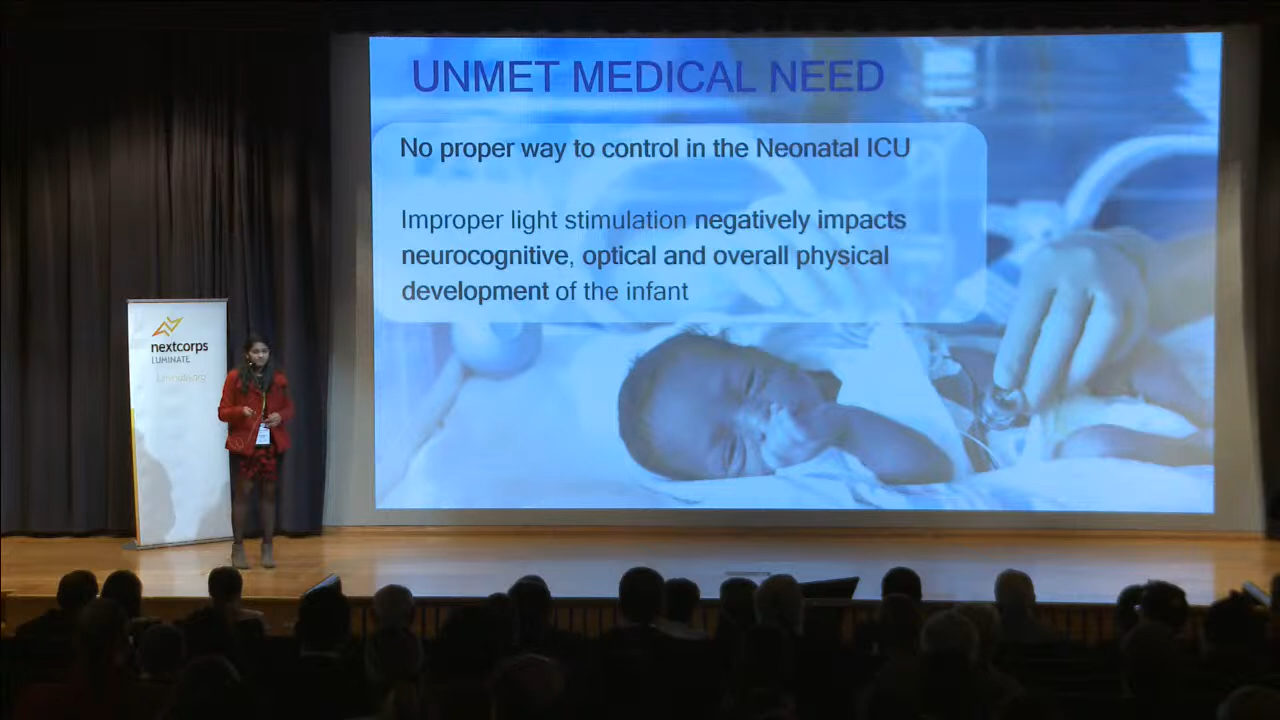 UNMET MEDICAL NEED
No proper way to control in the Neonatal ICU
Improper light stimulation negatively impacts
neurocognitive, optical and overall physical
development of the infant
nextcorps
LUMINATE